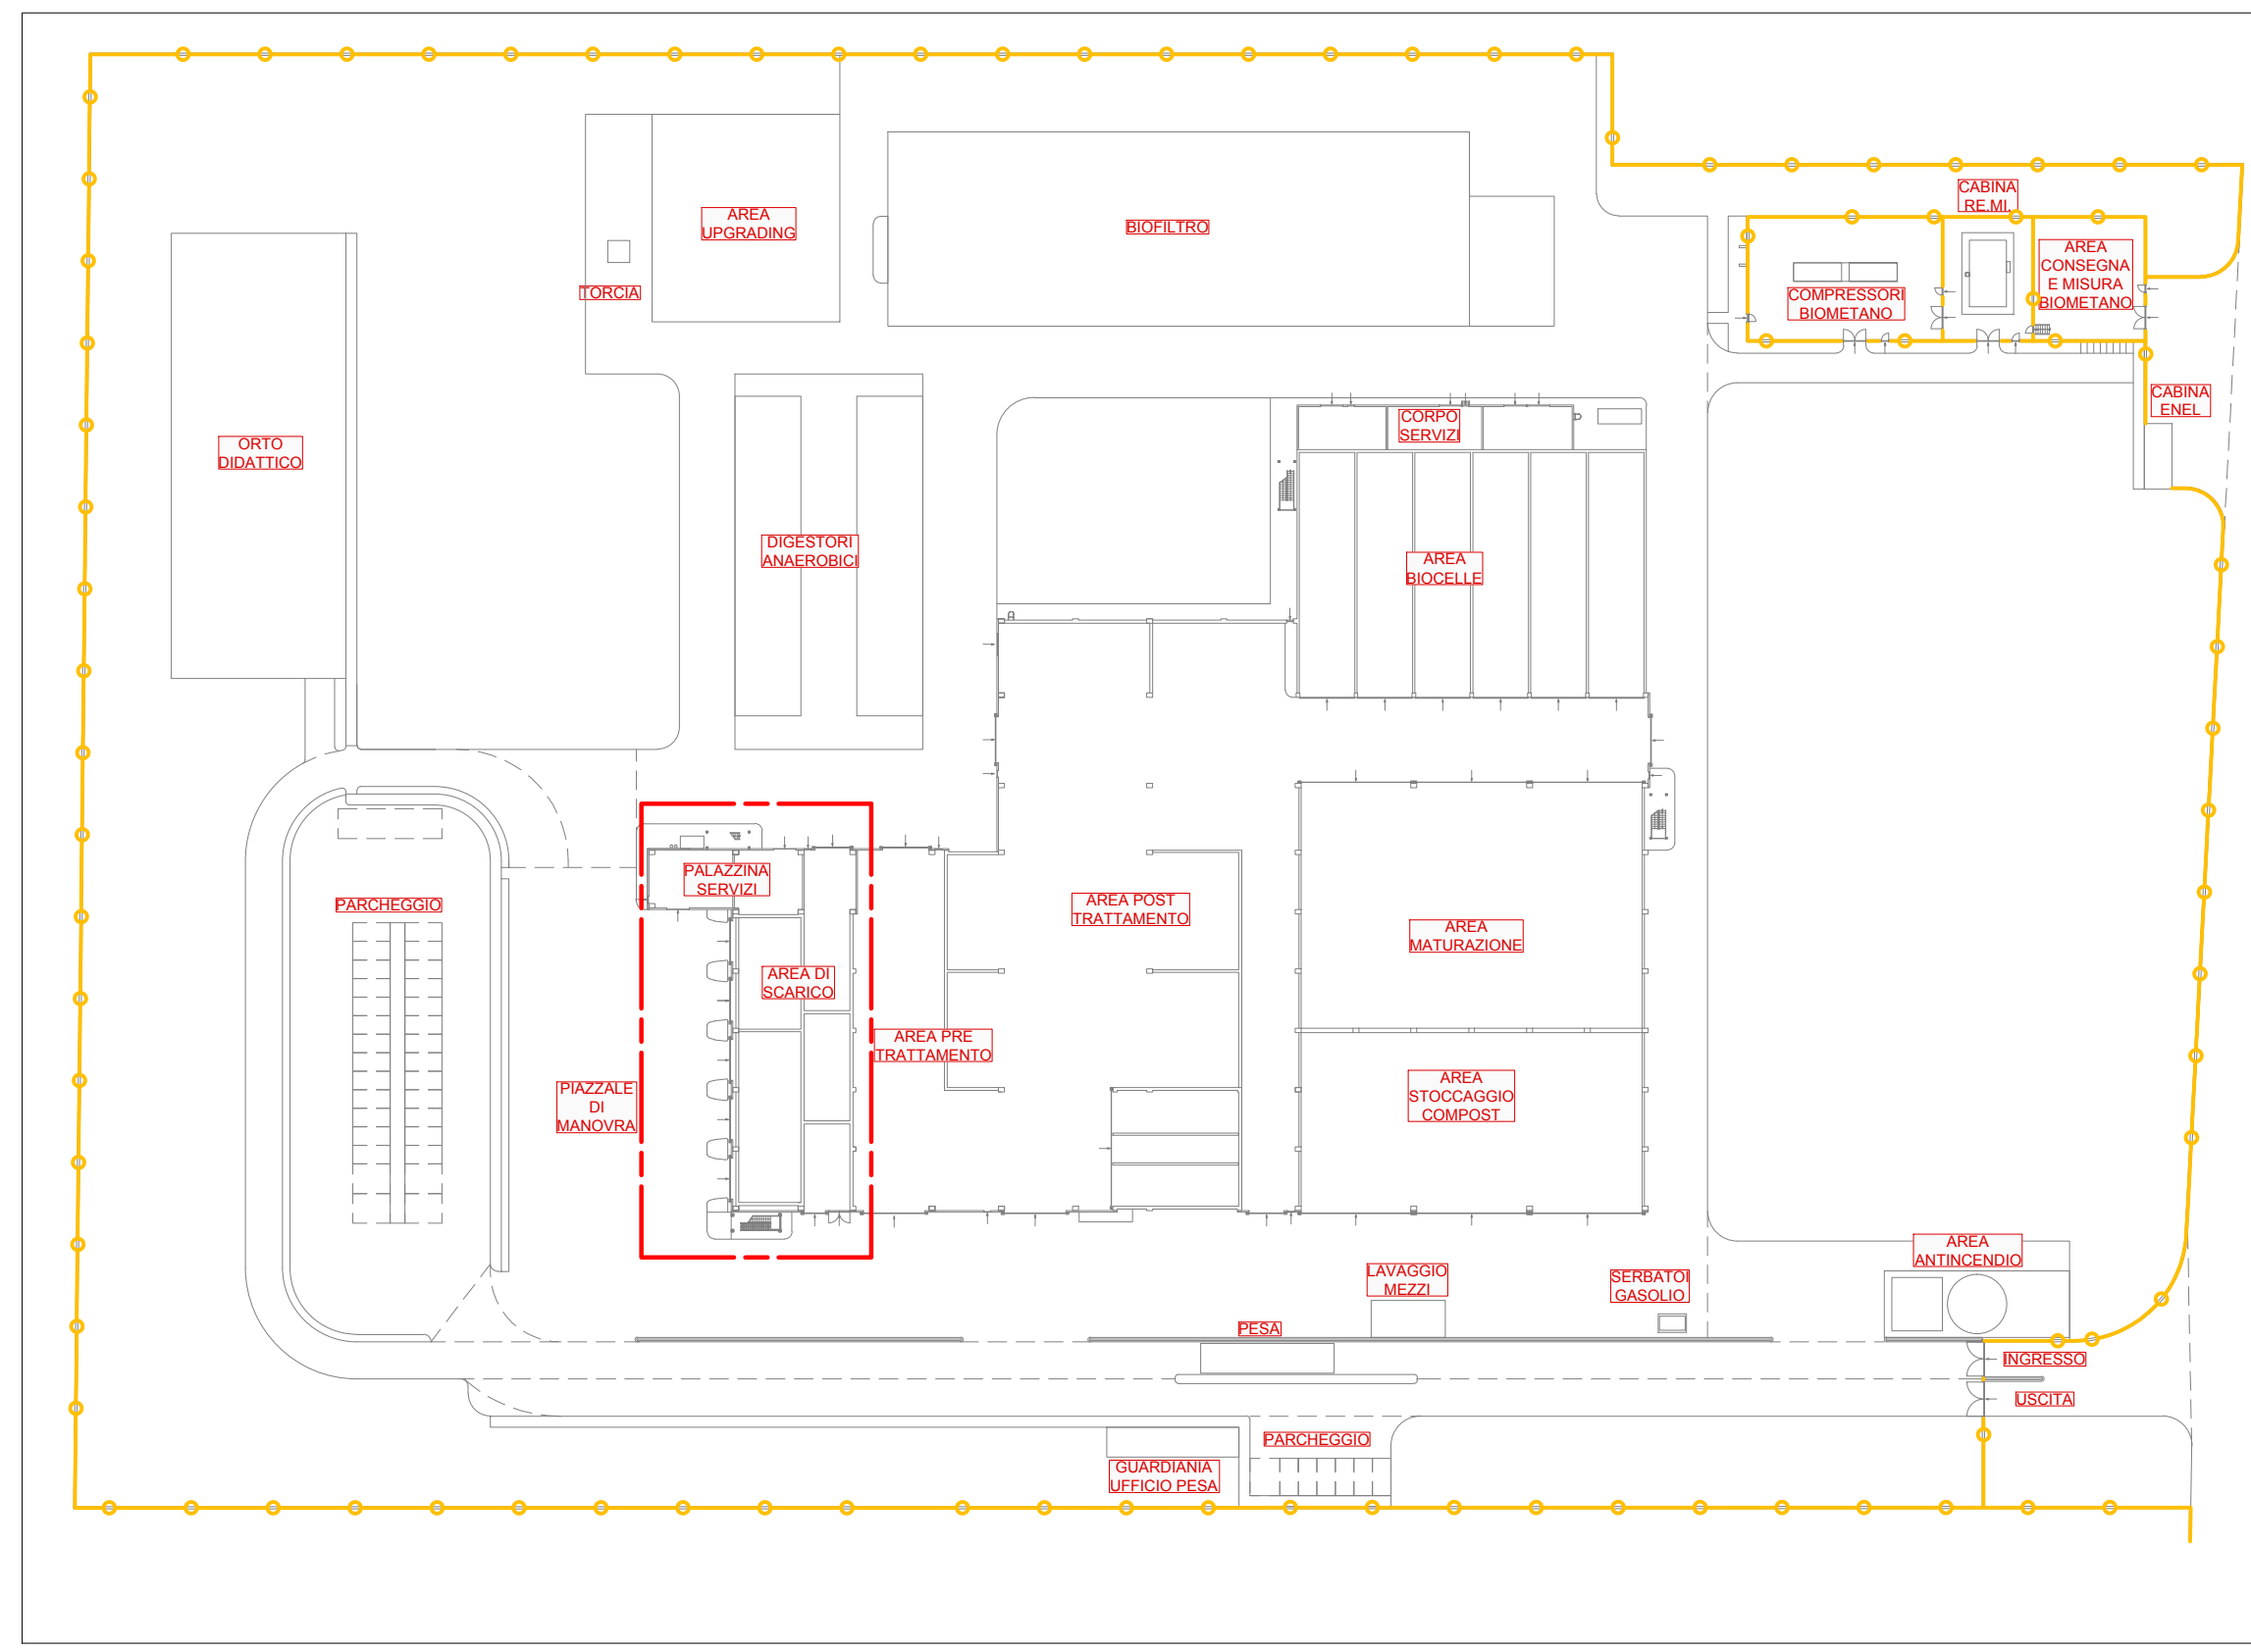 CABINA
RE.MI.
AREA
UPGRADING
BIOFILTRO
AREA
CONSEGNA
E MISURA
BIOMETANO
TORCIA
COMPRESSORI
BIOMETANO
CABINA
ENEL
CORPO
SERVIZI
ORTO
DIDATTICO
DIGESTORI
ANAEROBICI
AREA
BIOCELLE
PALAZZINA
SERVIZI
PARCHEGGIO
AREA POST
TRATTAMENTO
AREA
MATURAZIONE
AREA DI
SCARICO
AREA PRE
TRATTAMENTO
PIAZZALE
DI
MANOVRA
AREA
STOCCAGGIO
COMPOST
AREA
ANTINCENDIO
LAVAGGIO
MEZZI
SERBATOI
GASOLIO
PESA
INGRESSO
USCITA
PARCHEGGIO
GUARDIANIA
UFFICIO PESA